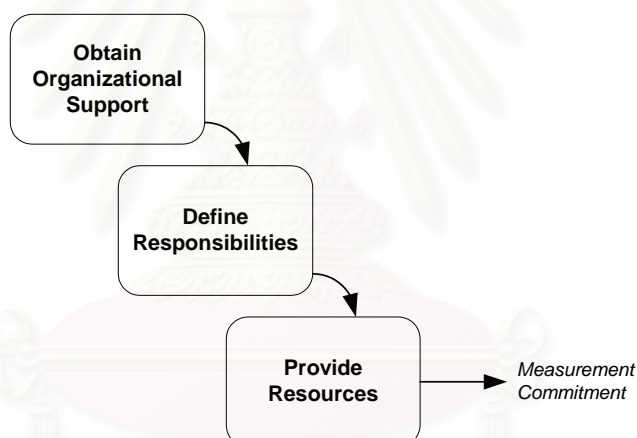 Obtain
Organizational
Support
Define
Responsibilities
Provide
Resources
Measurement
Commitment